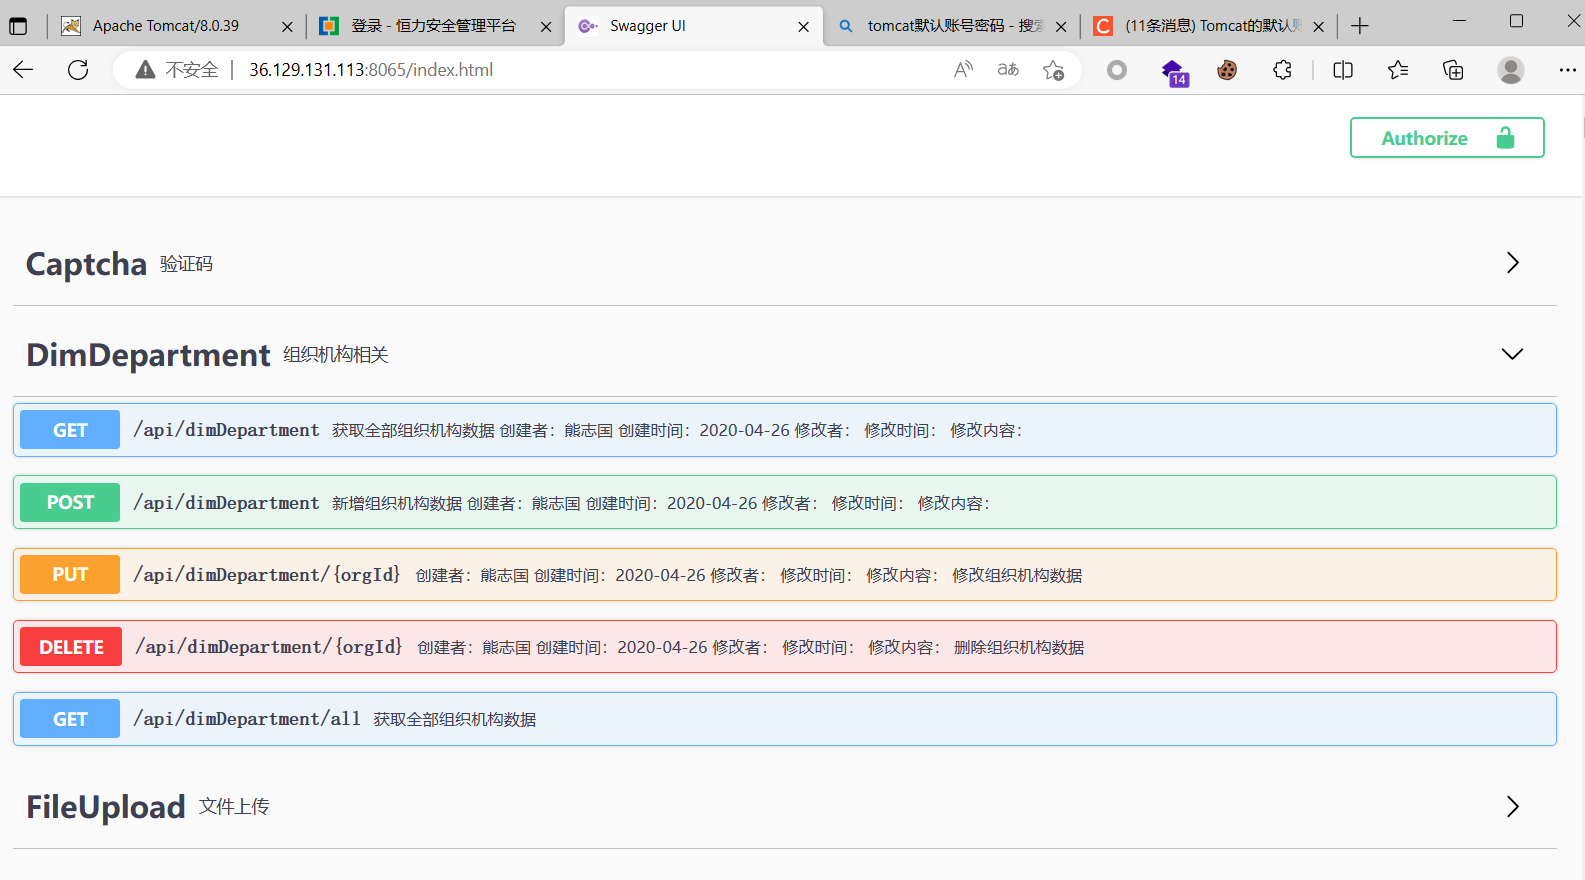 Apache Tomcat/8.0.39
登录 - 恒力安全管理平台
Swagger UI
tomcat默认账号密码 - 搜索
(11条消息) Tomcat的默认
不安全
36.129.131.113:8065/index.html
14
Authorize
Captcha 验证码
DimDepartment 组织机构相关
GET /api/dimDepartment 获取全部组织机构数据 创建者：熊志国 创建时间：2020-04-26 修改者： 修改时间： 修改内容：
POST /api/dimDepartment 新增组织机构数据 创建者：熊志国 创建时间：2020-04-26 修改者： 修改时间： 修改内容：
PUT /api/dimDepartment/{orgId} 创建者：熊志国 创建时间：2020-04-26 修改者： 修改时间： 修改内容： 修改组织机构数据
DELETE /api/dimDepartment/{orgId} 创建者：熊志国 创建时间：2020-04-26 修改者： 修改时间： 修改内容： 删除组织机构数据
GET /api/dimDepartment/all 获取全部组织机构数据
FileUpload 文件上传